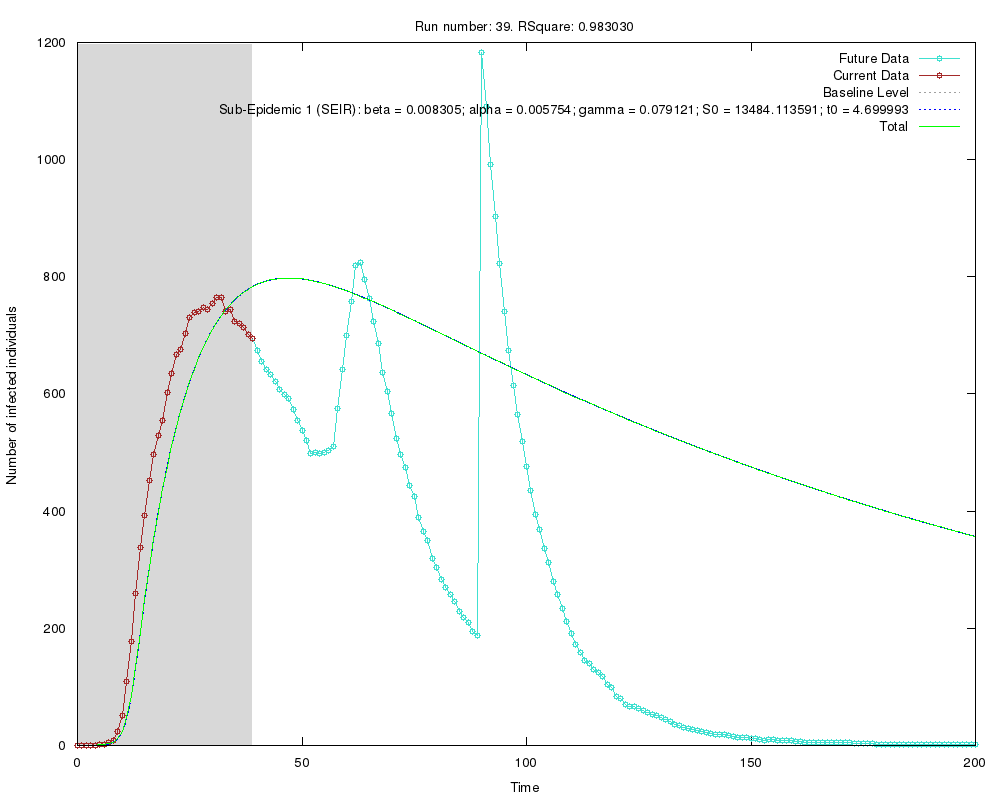 Run number: 39. RSquare: 0.983030
Future Data
Current Data
Baseline Level
Sub-Epidemic 1 (SEIR): beta = 0.008305; alpha = 0.005754; gamma = 0.079121; S0 = 13484.113591; t0 = 4.699993
Total
Number of infected individuals
1200
1000
800
600
400
200
0
0 50 100 150 200
Time